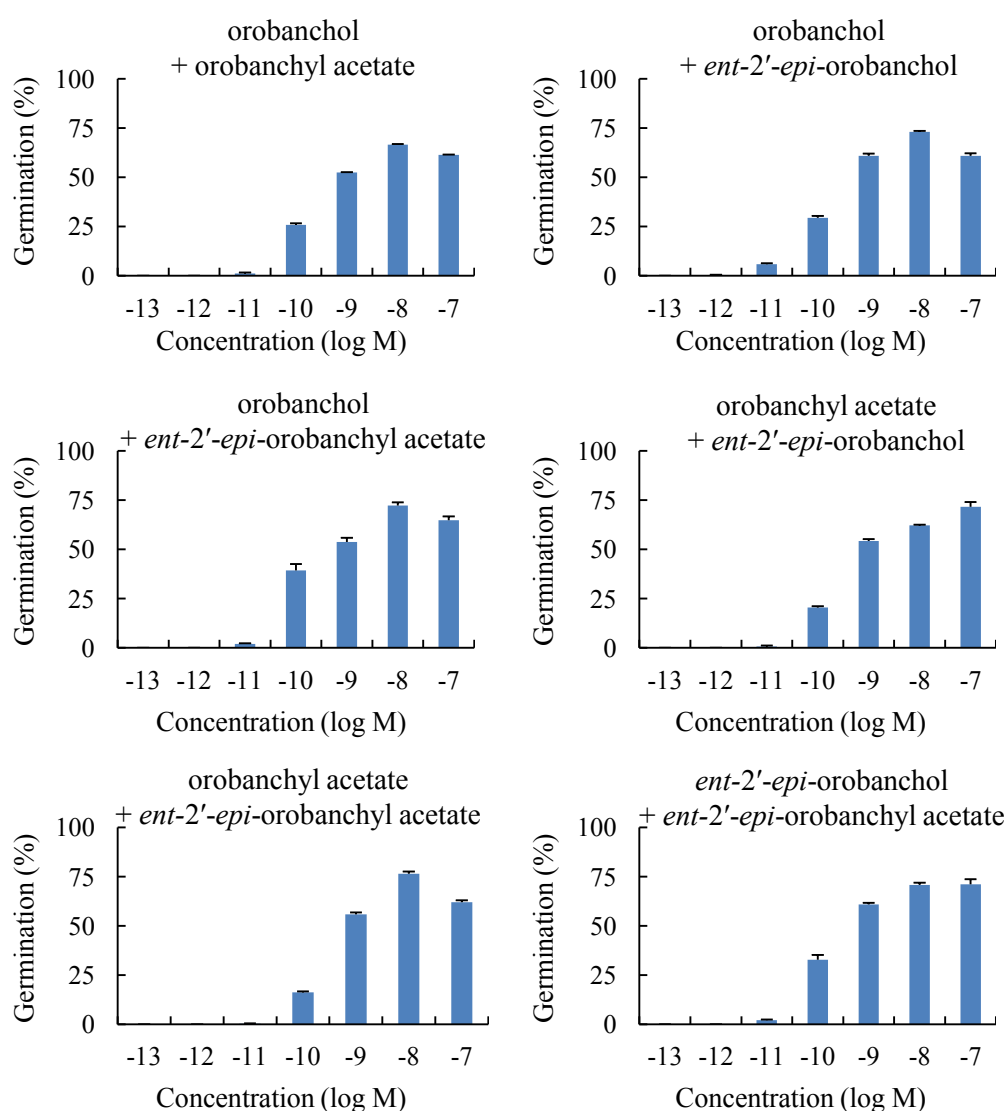 orobanchol
+ orobanchyl acetate
Germination (%)
100
75
50
25
0
-13 -12 -11 -10 -9 -8 -7
Concentration (log M)
orobanchol
+ ent-2′-epi-orobanchol
Germination (%)
100
75
50
25
0
-13 -12 -11 -10 -9 -8 -7
Concentration (log M)
orobanchol
+ ent-2′-epi-orobanchyl acetate
Germination (%)
100
75
50
25
0
-13 -12 -11 -10 -9 -8 -7
Concentration (log M)
orobanchyl acetate
+ ent-2′-epi-orobanchol
Germination (%)
100
75
50
25
0
-13 -12 -11 -10 -9 -8 -7
Concentration (log M)
orobanchyl acetate
+ ent-2′-epi-orobanchyl acetate
Germination (%)
100
75
50
25
0
-13 -12 -11 -10 -9 -8 -7
Concentration (log M)
ent-2′-epi-orobanchol
+ ent-2′-epi-orobanchyl acetate
Germination (%)
100
75
50
25
0
-13 -12 -11 -10 -9 -8 -7
Concentration (log M)